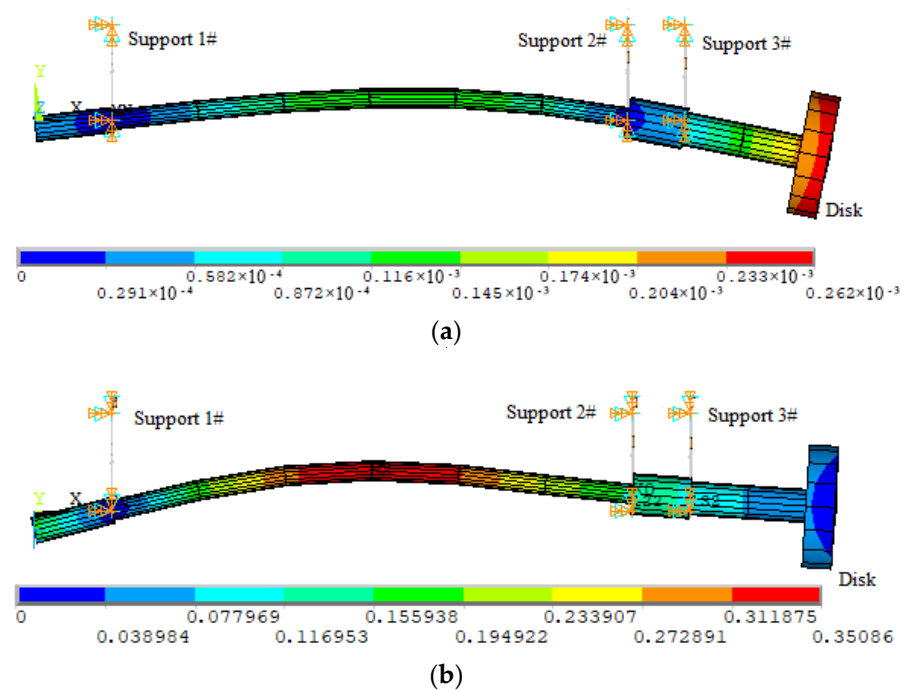 Support 1#
Support 2#
Support 3#
Y
Z
X
Disk
0
0.582×10⁻⁴
0.116×10⁻³
0.174×10⁻³
0.233×10⁻³
0.291×10⁻⁴
0.872×10⁻⁴
0.145×10⁻³
0.204×10⁻³
0.262×10⁻³
(a)
Support 1#
Support 2#
Support 3#
Y
X
Disk
0
0.077969
0.155938
0.233907
0.311875
0.038984
0.116953
0.194922
0.272891
0.35086
(b)